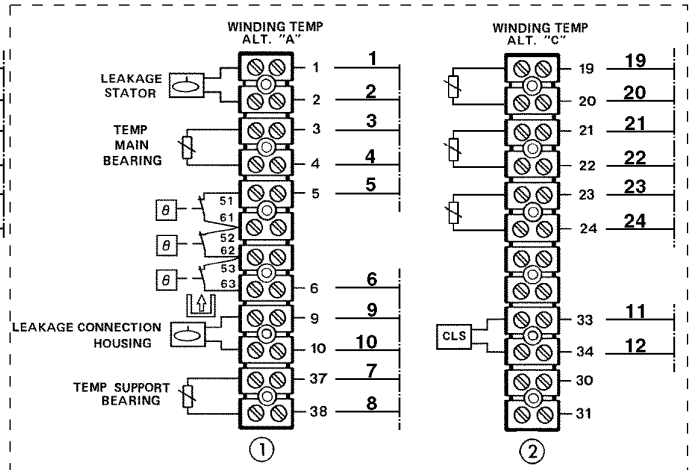 WINDING TEMP
ALT. "A"
LEAKAGE
STATOR
1 1
2 2
TEMP
MAIN
BEARING
3 3
4 4
5 5
θ 51
61
θ 52
62
θ 53
63
6 6
LEAKAGE CONNECTION
HOUSING
9 9
10 10
TEMP SUPPORT
BEARING
37 7
38 8
1
WINDING TEMP
ALT. "C"
19 19
20 20
21 21
22 22
23 23
24 24
CLS
33 11
34 12
30
31
2